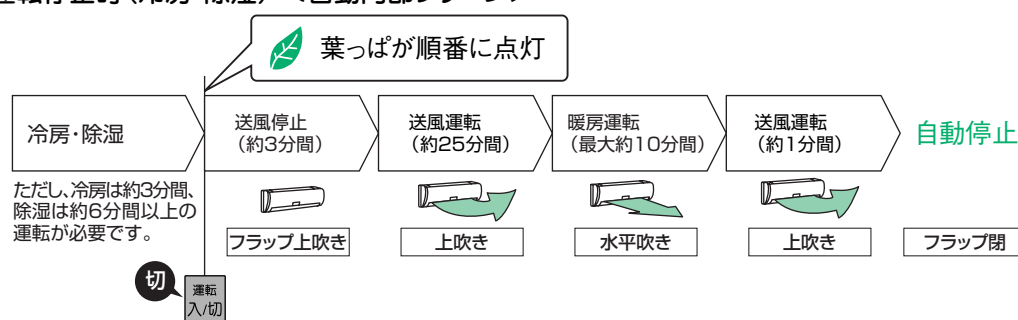 葉っぱが順番に点灯
冷房・除湿
送風停止
(約3分間)
送風運転
(約25分間)
暖房運転
(最大約10分間)
送風運転
(約1分間)
自動停止
ただし、冷房は約3分間、
除湿は約6分間以上の
運転が必要です。
フラップ上吹き
上吹き
水平吹き
上吹き
フラップ閉
切
運転
入/切